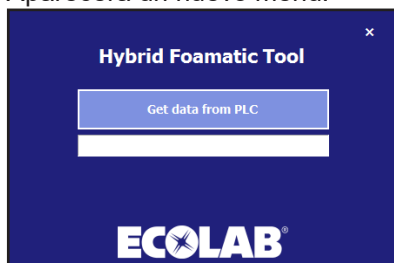 Aparecerá un nuevo menú:
×
Hybrid Foamatic Tool
Get data from PLC
ECOLAB®